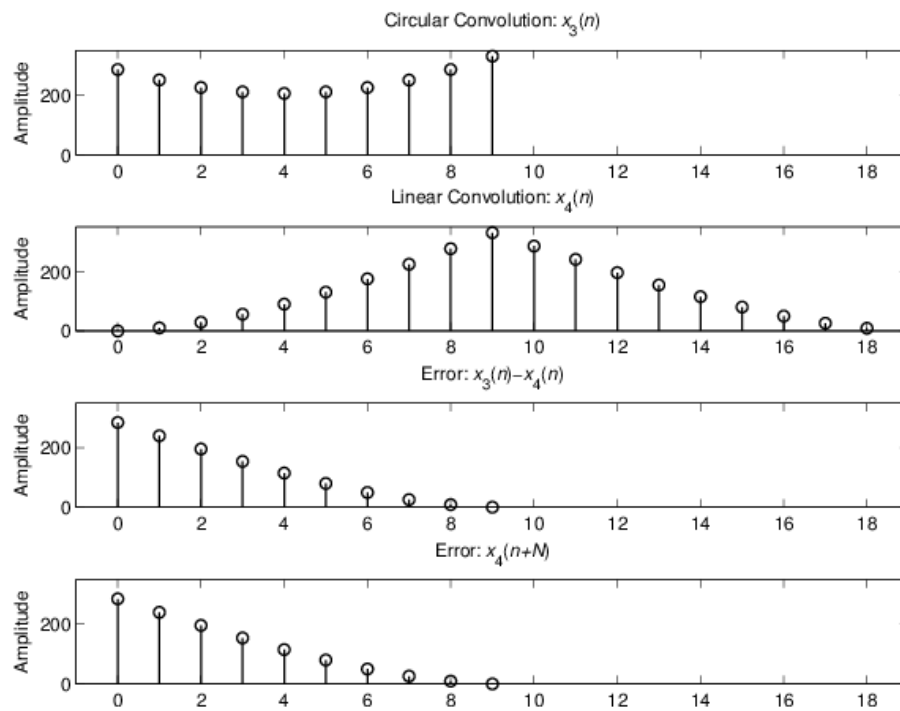 Circular Convolution: x3(n)
Amplitude
200
0
0 2 4 6 8 10 12 14 16 18
Linear Convolution: x4(n)
Amplitude
200
0
0 2 4 6 8 10 12 14 16 18
Error: x3(n)−x4(n)
Amplitude
200
0
0 2 4 6 8 10 12 14 16 18
Error: x4(n+N)
Amplitude
200
0
0 2 4 6 8 10 12 14 16 18